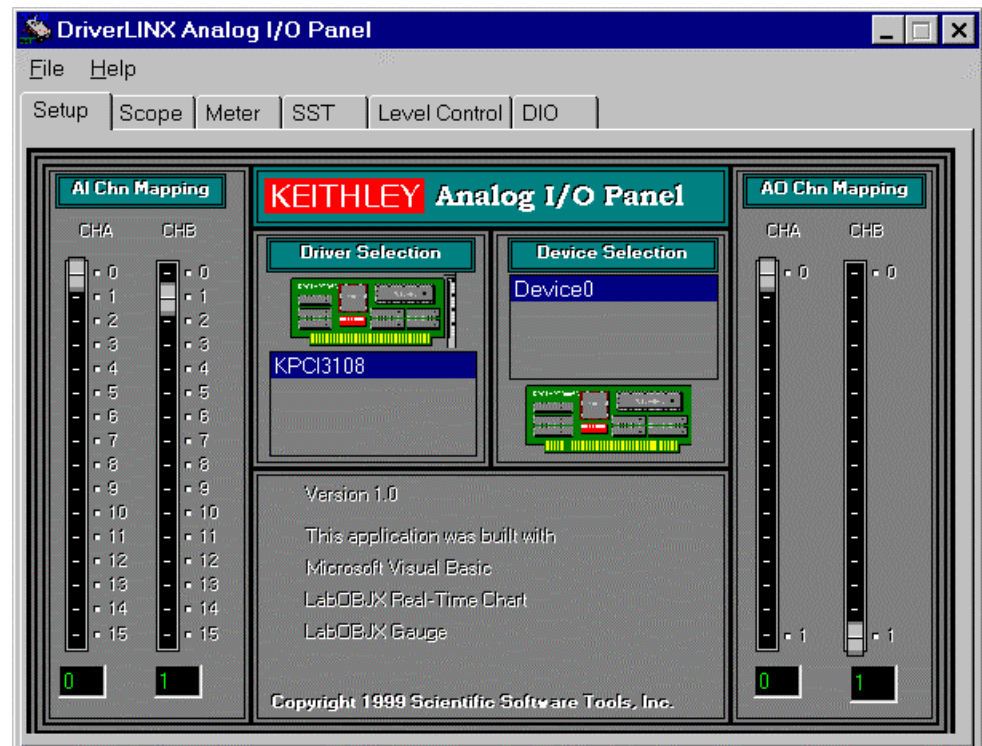 DriverLINX Analog I/O Panel
File Help
Setup Scope Meter SST Level Control DIO
AI Chn Mapping
CHA CHB
0 0
1 1
2 2
3 3
4 4
5 5
6 6
7 7
8 8
9 9
10 10
11 11
12 12
13 13
14 14
15 15
0 1
KEITHLEY Analog I/O Panel
Driver Selection
KPCI3108
Device Selection
Device0
Version 1.0
This application was built with
Microsoft Visual Basic
LabOBJX Real-Time Chart
LabOBJX Gauge
Copyright 1999 Scientific Software Tools, Inc.
AO Chn Mapping
CHA CHB
0 0
1 1
0 1